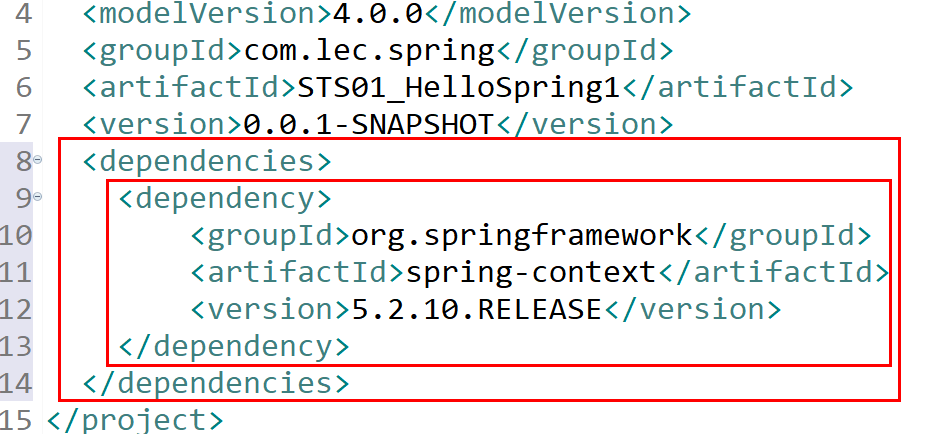 4 <modelVersion>4.0.0</modelVersion>
5 <groupId>com.lec.spring</groupId>
6 <artifactId>STS01_HelloSpring1</artifactId>
7 <version>0.0.1-SNAPSHOT</version>
8 <dependencies>
9 <dependency>
10 <groupId>org.springframework</groupId>
11 <artifactId>spring-context</artifactId>
12 <version>5.2.10.RELEASE</version>
13 </dependency>
14 </dependencies>
15 </project>